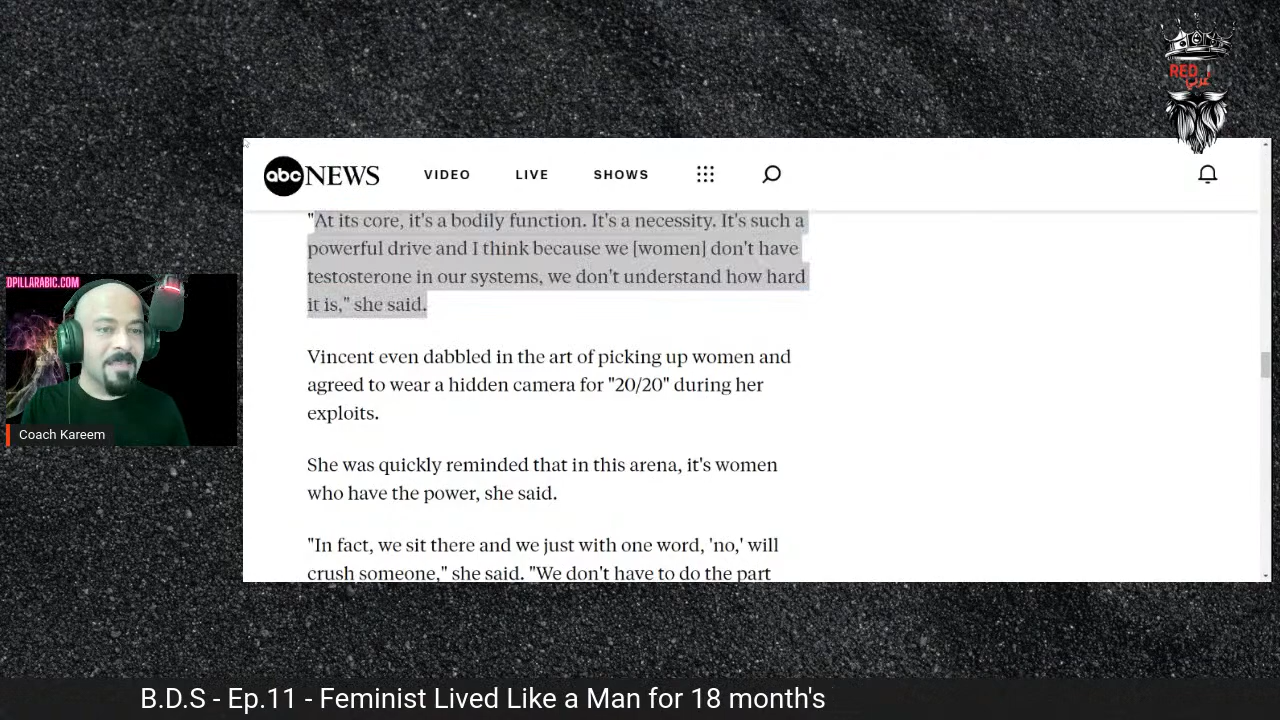 RED
abc NEWS VIDEO LIVE SHOWS
"At its core, it's a bodily function. It's a necessity. It's such a
powerful drive and I think because we [women] don't have
testosterone in our systems, we don't understand how hard
it is," she said.
Vincent even dabbled in the art of picking up women and
agreed to wear a hidden camera for "20/20" during her
exploits.
She was quickly reminded that in this arena, it's women
who have the power, she said.
"In fact, we sit there and we just with one word, 'no,' will
crush someone," she said. "We don't have to do the part
DPILLARABIC.COM
Coach Kareem
B.D.S - Ep.11 - Feminist Lived Like a Man for 18 month's